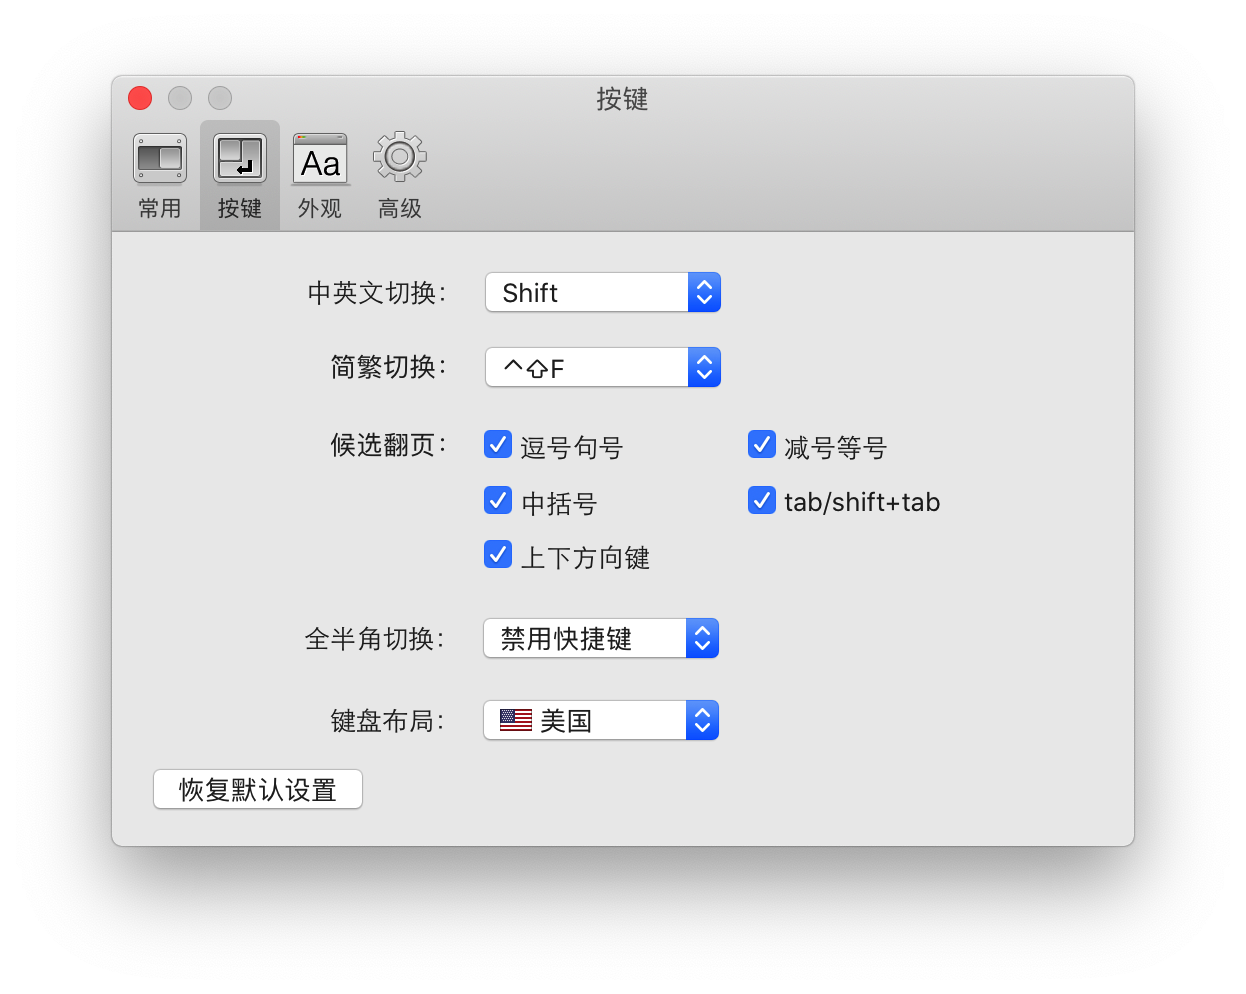 按键
Aa
常用 按键 外观 高级
中英文切换： Shift
简繁切换： ^⇧F
候选翻页： 逗号句号 减号等号
中括号 tab/shift+tab
上下方向键
全半角切换： 禁用快捷键
键盘布局： 美国
恢复默认设置